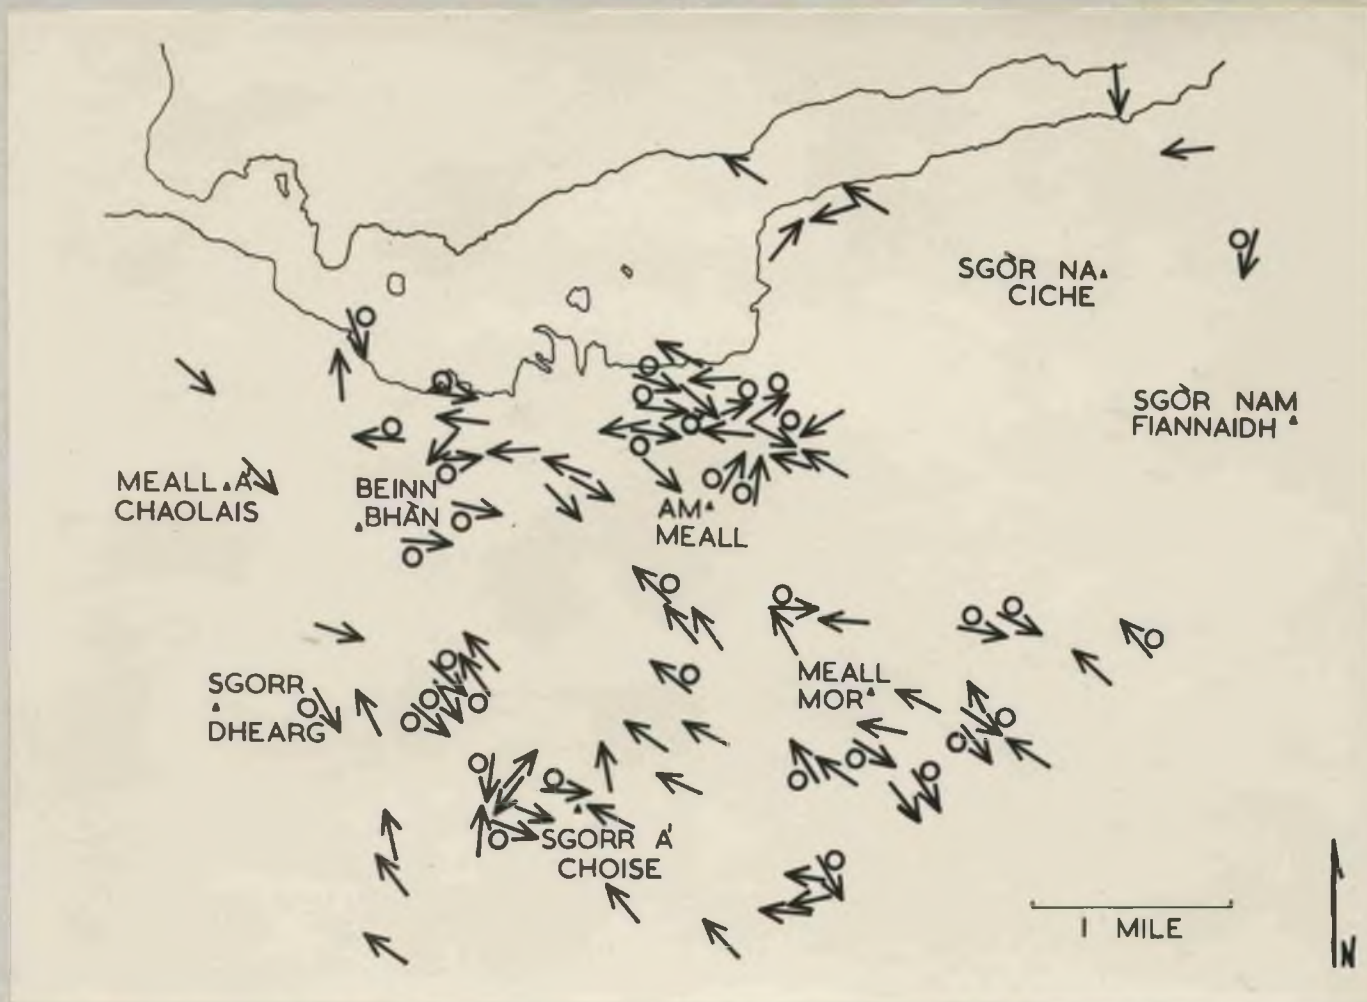 SGÒR NA
CICHE
SGÒR NAM
FIANNAIDH
MEALL A'
CHAOLAIS
BEINN
BHÀN
AM
MEALL
SGORR
DHEARG
MEALL
MOR
SGORR A'
CHOISE
1 MILE
N